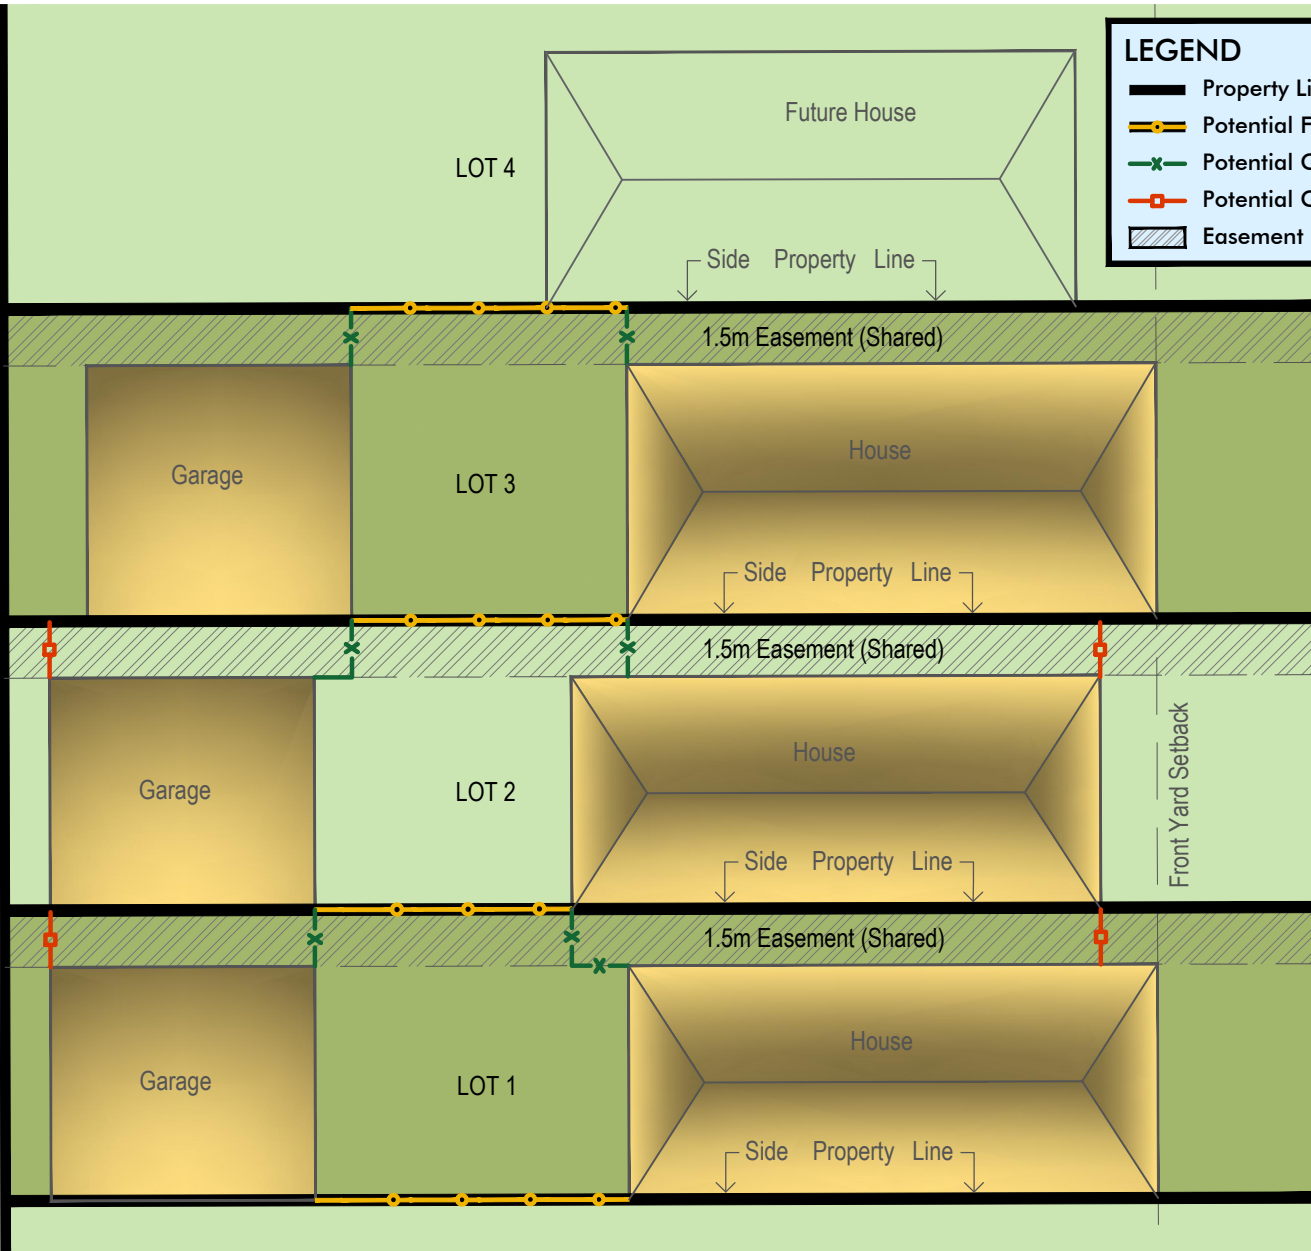 LEGEND
Property Li
Potential F
Potential C
Potential C
Easement
Future House
LOT 4
Side Property Line
1.5m Easement (Shared)
Garage
LOT 3
House
Side Property Line
1.5m Easement (Shared)
Garage
LOT 2
House
Front Yard Setback
Side Property Line
1.5m Easement (Shared)
Garage
LOT 1
House
Side Property Line